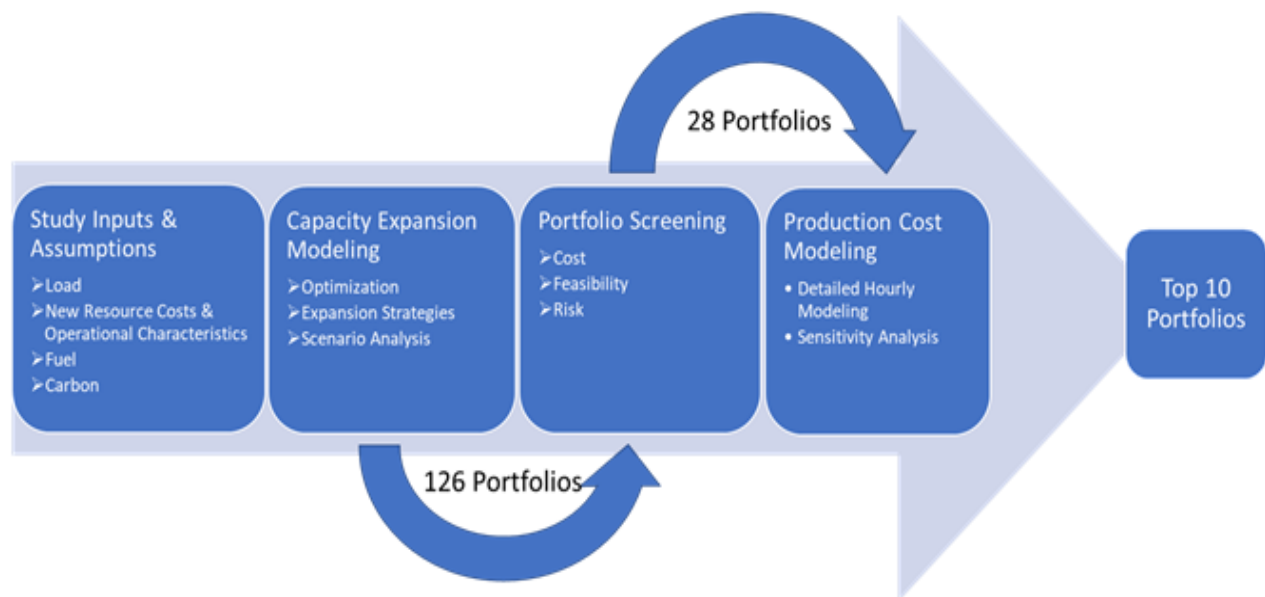 28 Portfolios
Study Inputs &
Assumptions
➢Load
➢New Resource Costs &
Operational Characteristics
➢Fuel
➢Carbon
Capacity Expansion
Modeling
➢Optimization
➢Expansion Strategies
➢Scenario Analysis
Portfolio Screening
➢Cost
➢Feasibility
➢Risk
Production Cost
Modeling
• Detailed Hourly
Modeling
• Sensitivity Analysis
Top 10
Portfolios
126 Portfolios